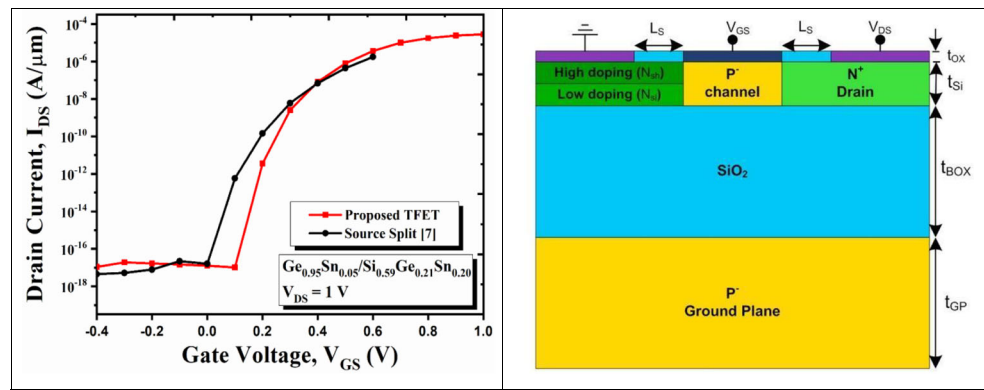 Drain Current, I_DS (A/μm)
10^-4
10^-6
10^-8
10^-10
10^-12
10^-14
10^-16
10^-18
Proposed TFET
Source Split [7]
Ge0.95Sn0.05/Si0.59Ge0.21Sn0.20
V_DS = 1 V
-0.4 -0.2 0.0 0.2 0.4 0.6 0.8 1.0
Gate Voltage, V_GS (V)
L_S V_GS L_S V_DS
t_OX
High doping (N_sh)
Low doping (N_sl)
P^-
channel
N^+
Drain
t_Si
SiO_2
t_BOX
P^-
Ground Plane
t_GP